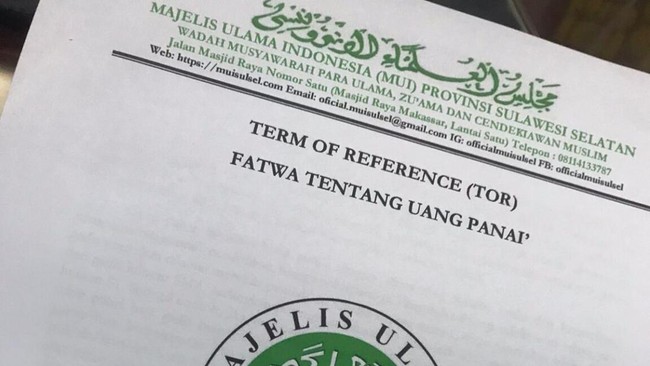 مجلس العلماء الإندونيسي
MAJELIS ULAMA INDONESIA (MUI) PROVINSI SULAWESI SELATAN
WADAH MUSYAWARAH PARA ULAMA, ZU'AMA DAN CENDEKIAWAN MUSLIM
Jalan Masjid Raya Nomor Satu (Masjid Raya Makassar, Lantai Satu) Telepon : 08114133787
Web: https://muisulsel.com Email: oficial.muisulsel@gmail.com IG: officialmuisulsel FB: officialmuisulsel
TERM OF REFERENCE (TOR)
FATWA TENTANG UANG PANAI'
MAJELIS UL